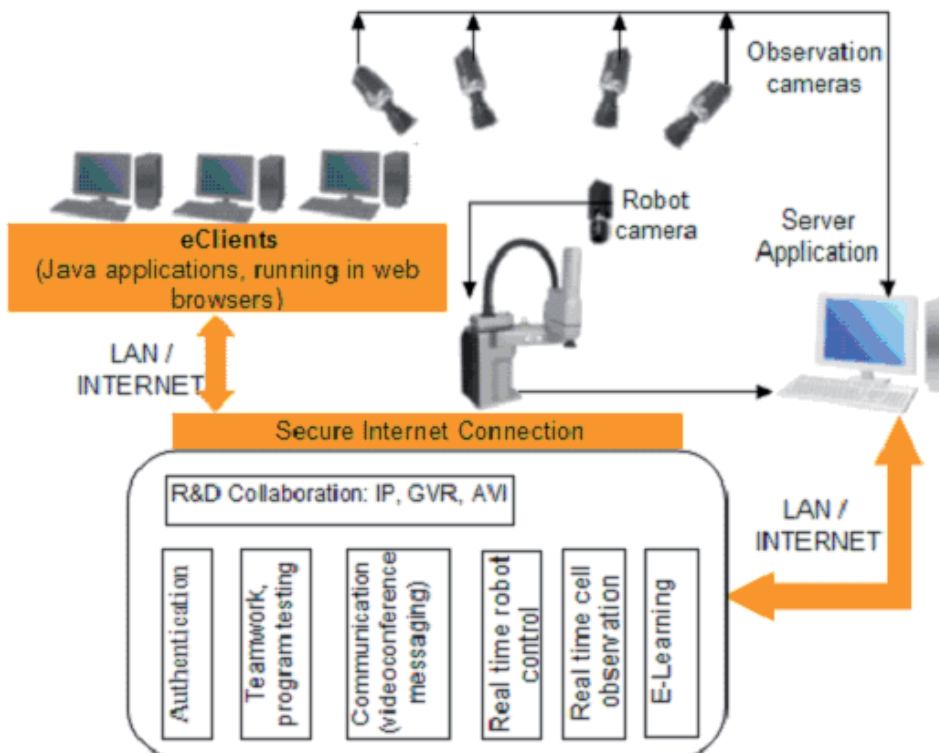 Observation
cameras
Robot
camera
Server
Application
eClients
(Java applications, running in web
browsers)
LAN /
INTERNET
Secure Internet Connection
R&D Collaboration: IP, GVR, AVI
LAN /
INTERNET
Authentication
Teamwork,
program testing
Communication
(videoconference
messaging)
Real time robot
control
Real time cell
observation
E-Learning